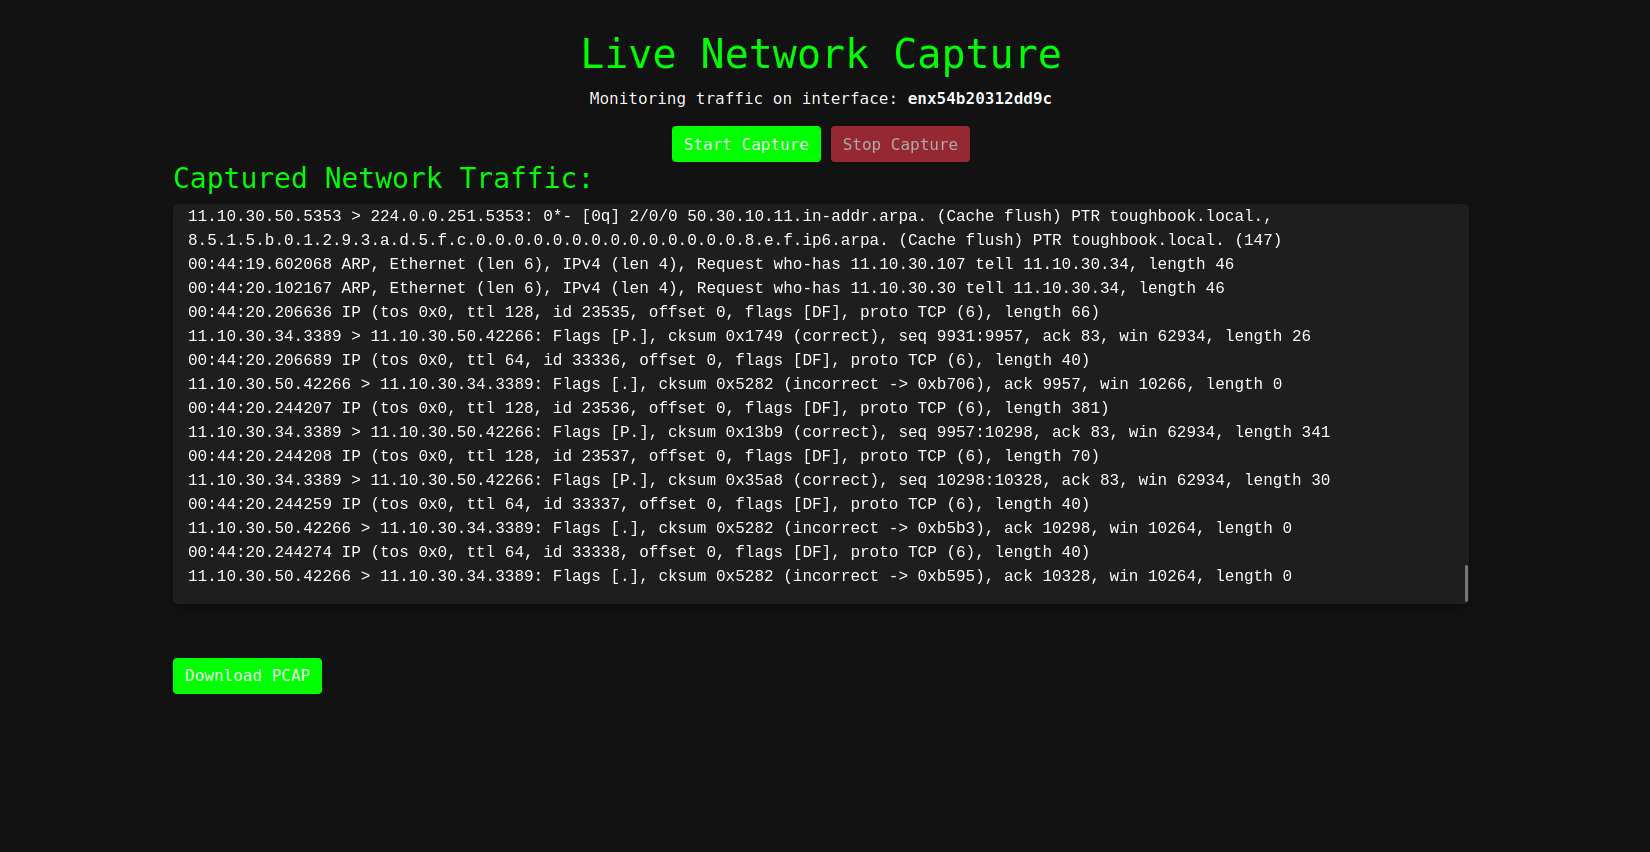 Live Network Capture
Monitoring traffic on interface: enx54b20312dd9c
Start Capture Stop Capture
Captured Network Traffic:
11.10.30.50.5353 > 224.0.0.251.5353: 0*- [0q] 2/0/0 50.30.10.11.in-addr.arpa. (Cache flush) PTR toughbook.local.,
8.5.1.5.b.0.1.2.9.3.a.d.5.f.c.0.0.0.0.0.0.0.0.0.0.0.0.0.0.8.e.f.ip6.arpa. (Cache flush) PTR toughbook.local. (147)
00:44:19.602068 ARP, Ethernet (len 6), IPv4 (len 4), Request who-has 11.10.30.107 tell 11.10.30.34, length 46
00:44:20.102167 ARP, Ethernet (len 6), IPv4 (len 4), Request who-has 11.10.30.30 tell 11.10.30.34, length 46
00:44:20.206636 IP (tos 0x0, ttl 128, id 23535, offset 0, flags [DF], proto TCP (6), length 66)
11.10.30.34.3389 > 11.10.30.50.42266: Flags [P.], cksum 0x1749 (correct), seq 9931:9957, ack 83, win 62934, length 26
00:44:20.206689 IP (tos 0x0, ttl 64, id 33336, offset 0, flags [DF], proto TCP (6), length 40)
11.10.30.50.42266 > 11.10.30.34.3389: Flags [.], cksum 0x5282 (incorrect -> 0xb706), ack 9957, win 10266, length 0
00:44:20.244207 IP (tos 0x0, ttl 128, id 23536, offset 0, flags [DF], proto TCP (6), length 381)
11.10.30.34.3389 > 11.10.30.50.42266: Flags [P.], cksum 0x13b9 (correct), seq 9957:10298, ack 83, win 62934, length 341
00:44:20.244208 IP (tos 0x0, ttl 128, id 23537, offset 0, flags [DF], proto TCP (6), length 70)
11.10.30.34.3389 > 11.10.30.50.42266: Flags [P.], cksum 0x35a8 (correct), seq 10298:10328, ack 83, win 62934, length 30
00:44:20.244259 IP (tos 0x0, ttl 64, id 33337, offset 0, flags [DF], proto TCP (6), length 40)
11.10.30.50.42266 > 11.10.30.34.3389: Flags [.], cksum 0x5282 (incorrect -> 0xb5b3), ack 10298, win 10264, length 0
00:44:20.244274 IP (tos 0x0, ttl 64, id 33338, offset 0, flags [DF], proto TCP (6), length 40)
11.10.30.50.42266 > 11.10.30.34.3389: Flags [.], cksum 0x5282 (incorrect -> 0xb595), ack 10328, win 10264, length 0
Download PCAP